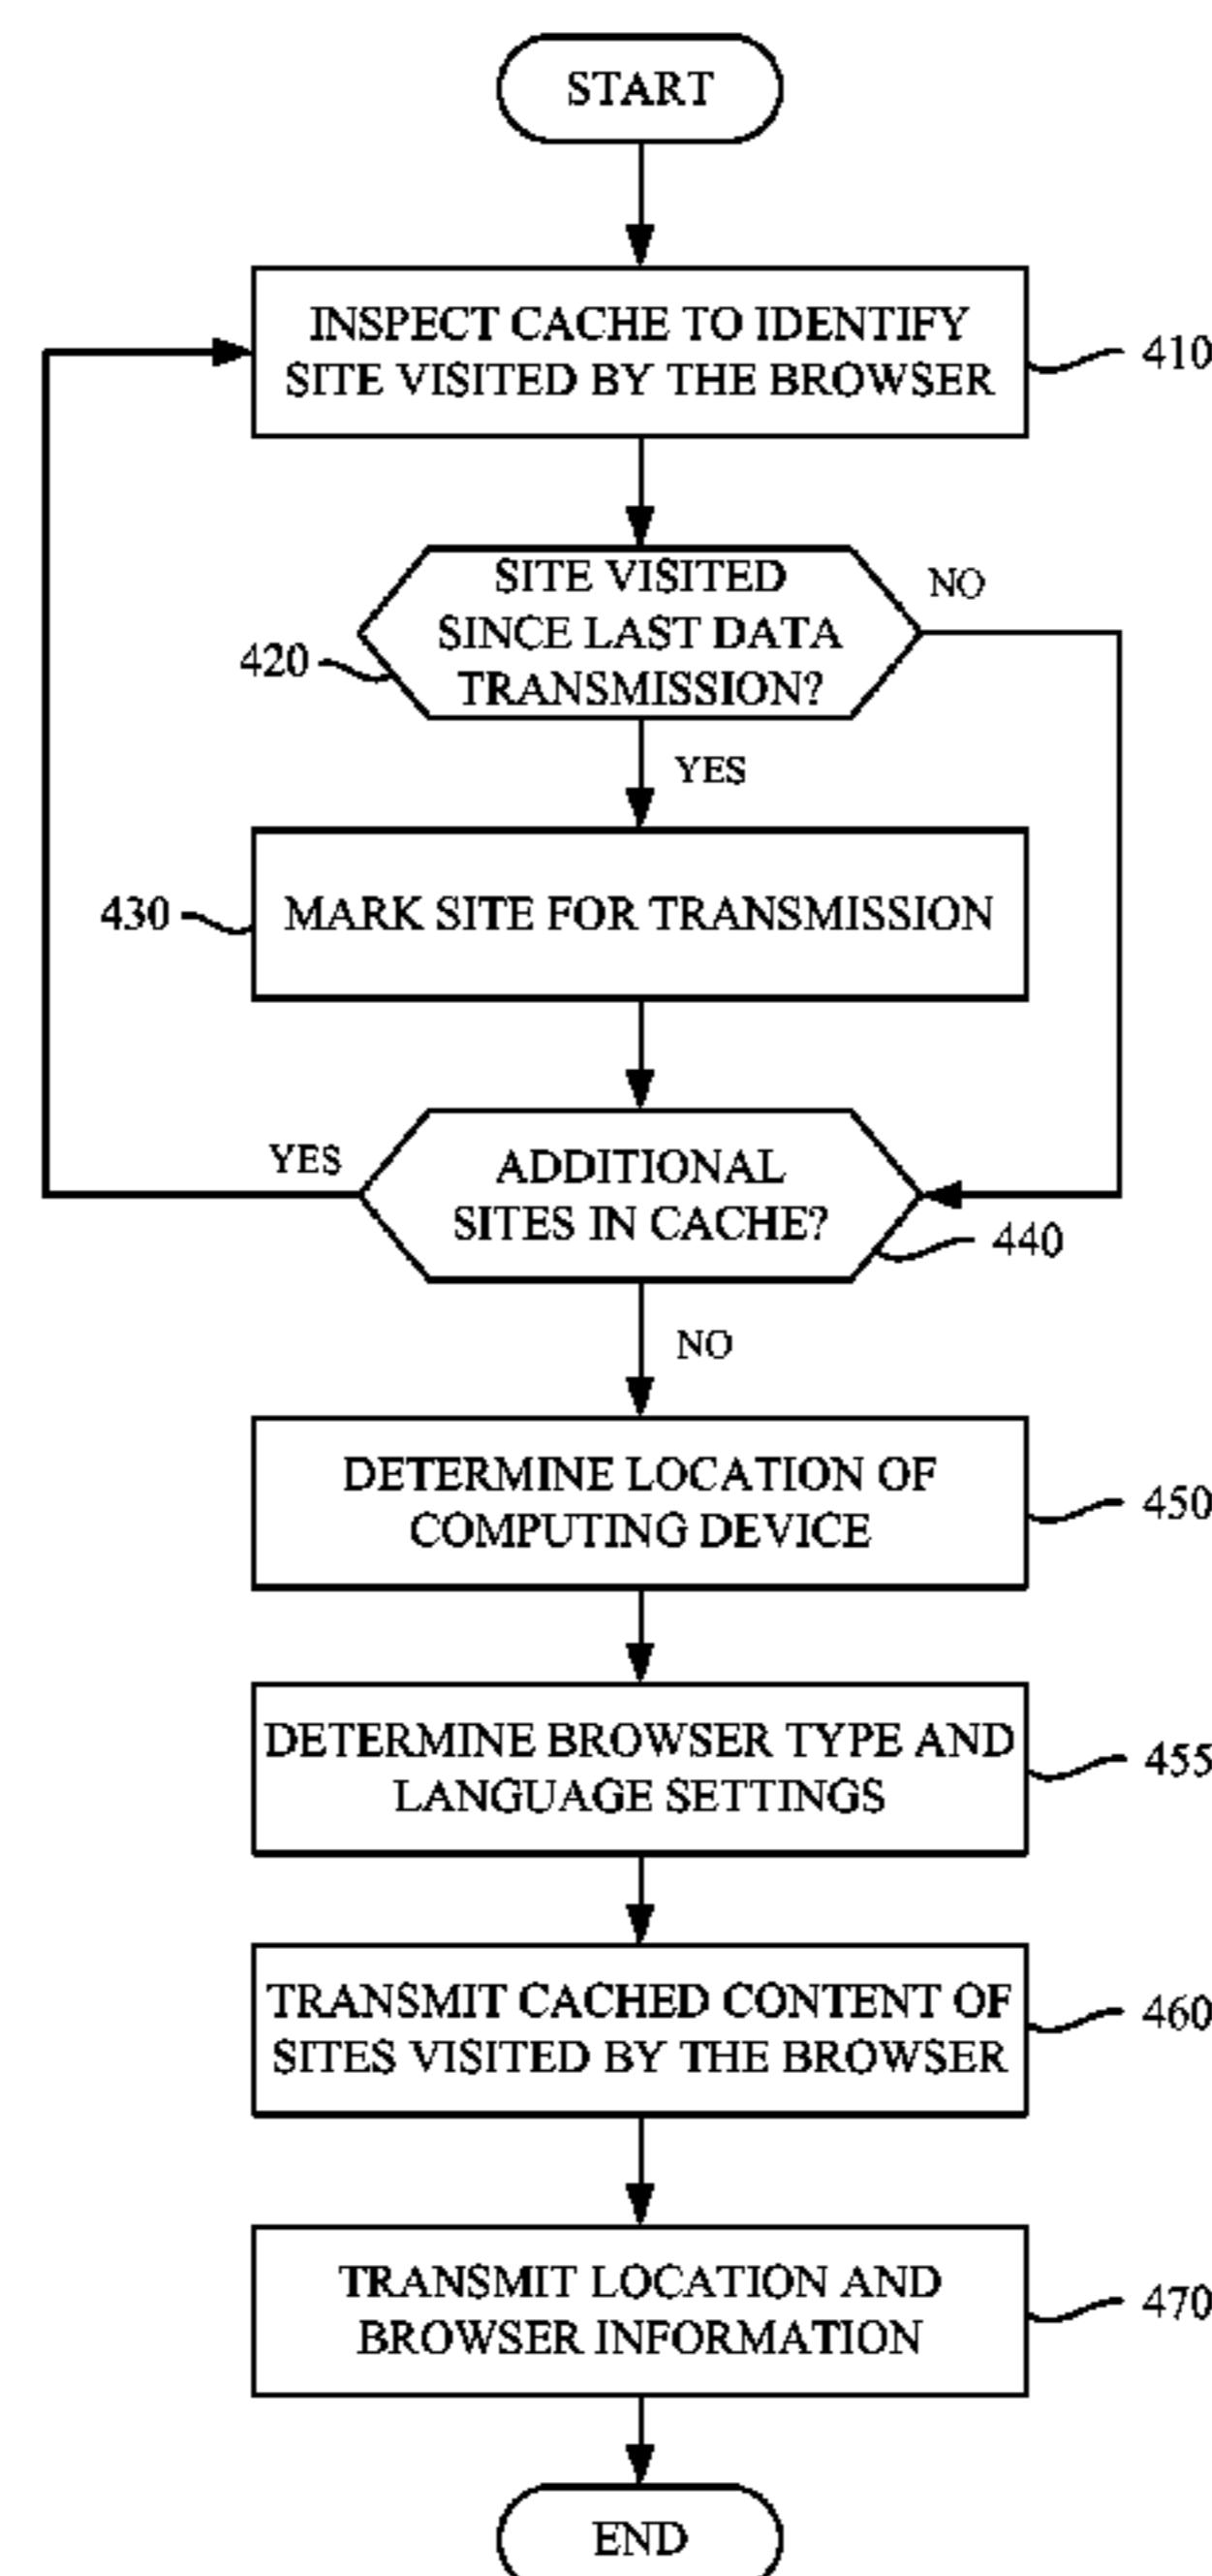 START
INSPECT CACHE TO IDENTIFY
SITE VISITED BY THE BROWSER
410
SITE VISITED
SINCE LAST DATA
TRANSMISSION?
NO
420
YES
430
MARK SITE FOR TRANSMISSION
YES
ADDITIONAL
SITES IN CACHE?
440
NO
DETERMINE LOCATION OF
COMPUTING DEVICE
450
DETERMINE BROWSER TYPE AND
LANGUAGE SETTINGS
455
TRANSMIT CACHED CONTENT OF
SITES VISITED BY THE BROWSER
460
TRANSMIT LOCATION AND
BROWSER INFORMATION
470
END